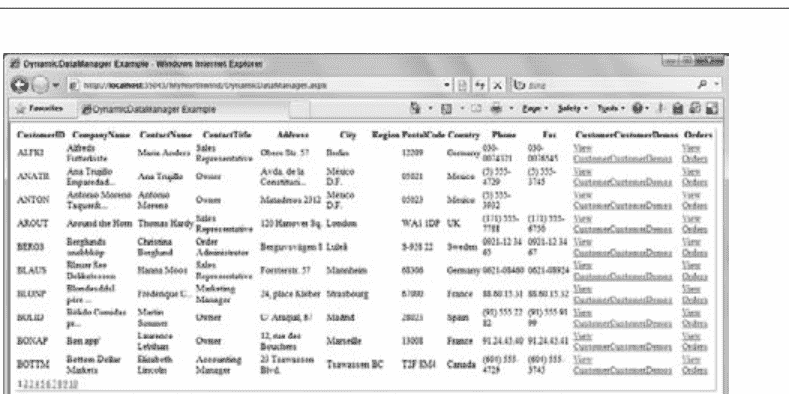 DynamicDataManager Example - Windows Internet Explorer
Bing
Favorites DynamicDataManager Example Page Safety Tools
CustomerID CompanyName ContactName ContactTitle Address City Region PostalCode Country Phone Fax CustomerCustomerDemos Orders
ALFKI Alfreds Futterkiste Maria Anders Sales Representative Obere Str. 57 Berlin 12209 Germany 030-0074321 030-0076545 View CustomerCustomerDemos View Orders
ANATR Ana Trujillo Emparedad... Ana Trujillo Owner Avda. de la Constituci... México D.F. 05021 Mexico (5) 555-4729 (5) 555-3745 View CustomerCustomerDemos View Orders
ANTON Antonio Moreno Taquerí... Antonio Moreno Owner Mataderos 2312 México D.F. 05023 Mexico (5) 555-3932 View CustomerCustomerDemos View Orders
AROUT Around the Horn Thomas Hardy Sales Representative 120 Hanover Sq. London WA1 1DP UK (171) 555-7788 (171) 555-6750 View CustomerCustomerDemos View Orders
BERGS Berglunds snabbköp Christina Berglund Order Administrator Berguvsvägen 8 Luleå S-958 22 Sweden 0921-12 34 65 0921-12 34 67 View CustomerCustomerDemos View Orders
BLAUS Blauer See Delikatessen Hanna Moos Sales Representative Forsterstr. 57 Mannheim 68306 Germany 0621-08460 0621-08924 View CustomerCustomerDemos View Orders
BLONP Blondesddsl père ... Frédérique C... Marketing Manager 24, place Kléber Strasbourg 67000 France 88.60.15.31 88.60.15.32 View CustomerCustomerDemos View Orders
BOLID Bólido Comidas pr... Martín Sommer Owner C/ Araquil, 67 Madrid 28023 Spain (91) 555 22 82 (91) 555 91 99 View CustomerCustomerDemos View Orders
BONAP Bon app' Laurence Lebihan Owner 12, rue des Bouchers Marseille 13008 France 91.24.45.40 91.24.45.41 View CustomerCustomerDemos View Orders
BOTTM Bottom-Dollar Markets Elizabeth Lincoln Accounting Manager 23 Tsawassen Blvd. Tsawassen BC T2F 8M4 Canada (604) 555-4729 (604) 555-3745 View CustomerCustomerDemos View Orders
1 2 3 4 5 6 7 8 9 10